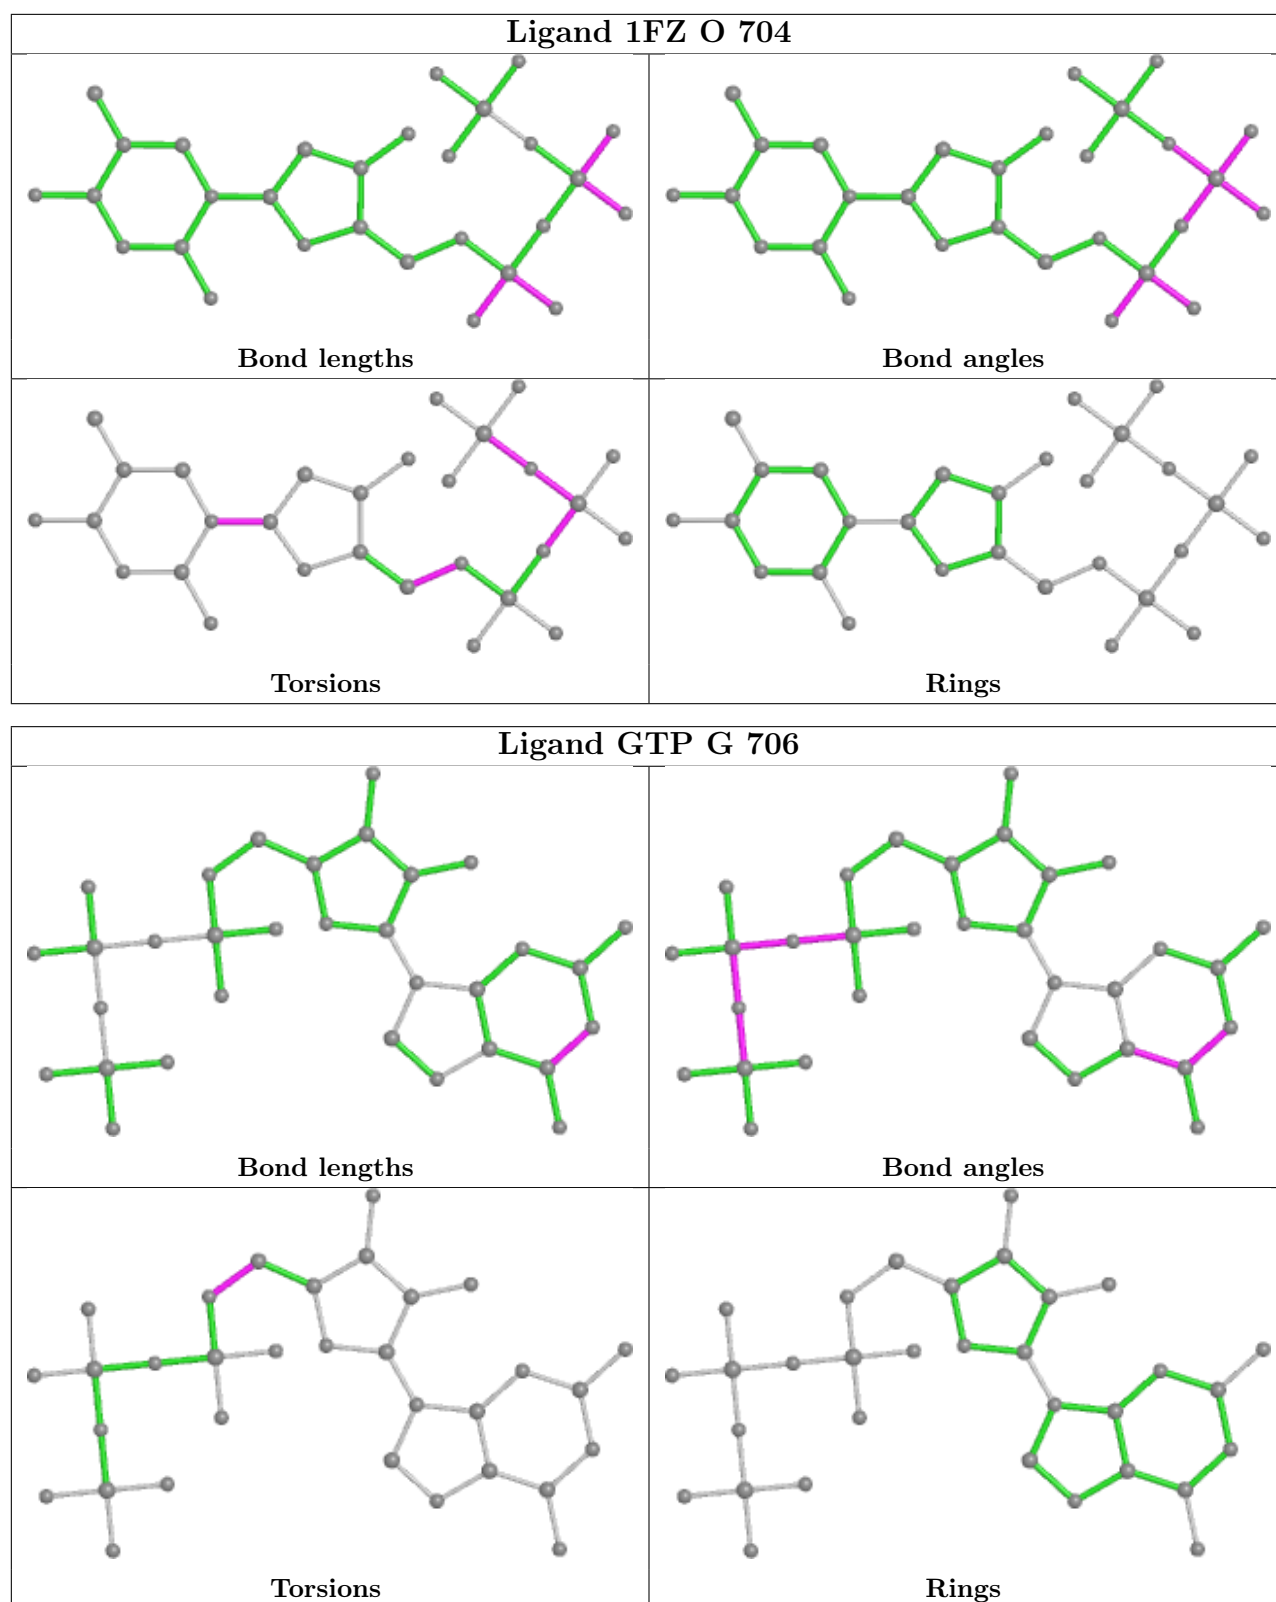 Ligand 1FZ O 704
Bond lengths
Bond angles
Torsions
Rings
Ligand GTP G 706
Bond lengths
Bond angles
Torsions
Rings